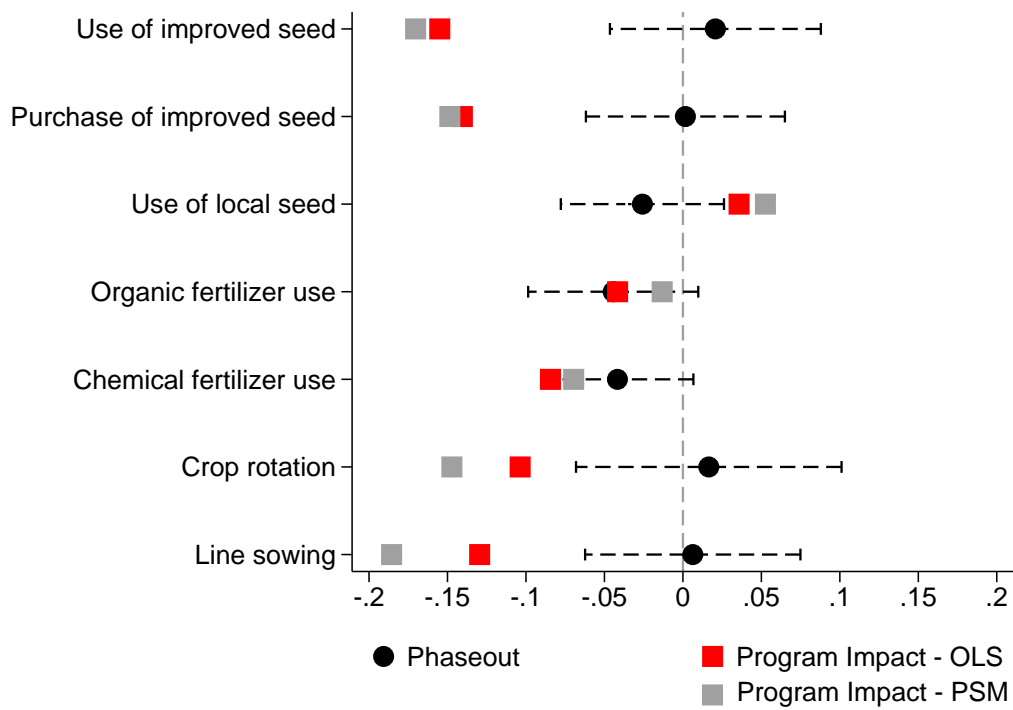 Use of improved seed
Purchase of improved seed
Use of local seed
Organic fertilizer use
Chemical fertilizer use
Crop rotation
Line sowing
-.2 -.15 -.1 -.05 0 .05 .1 .15 .2
Phaseout Program Impact - OLS
Program Impact - PSM